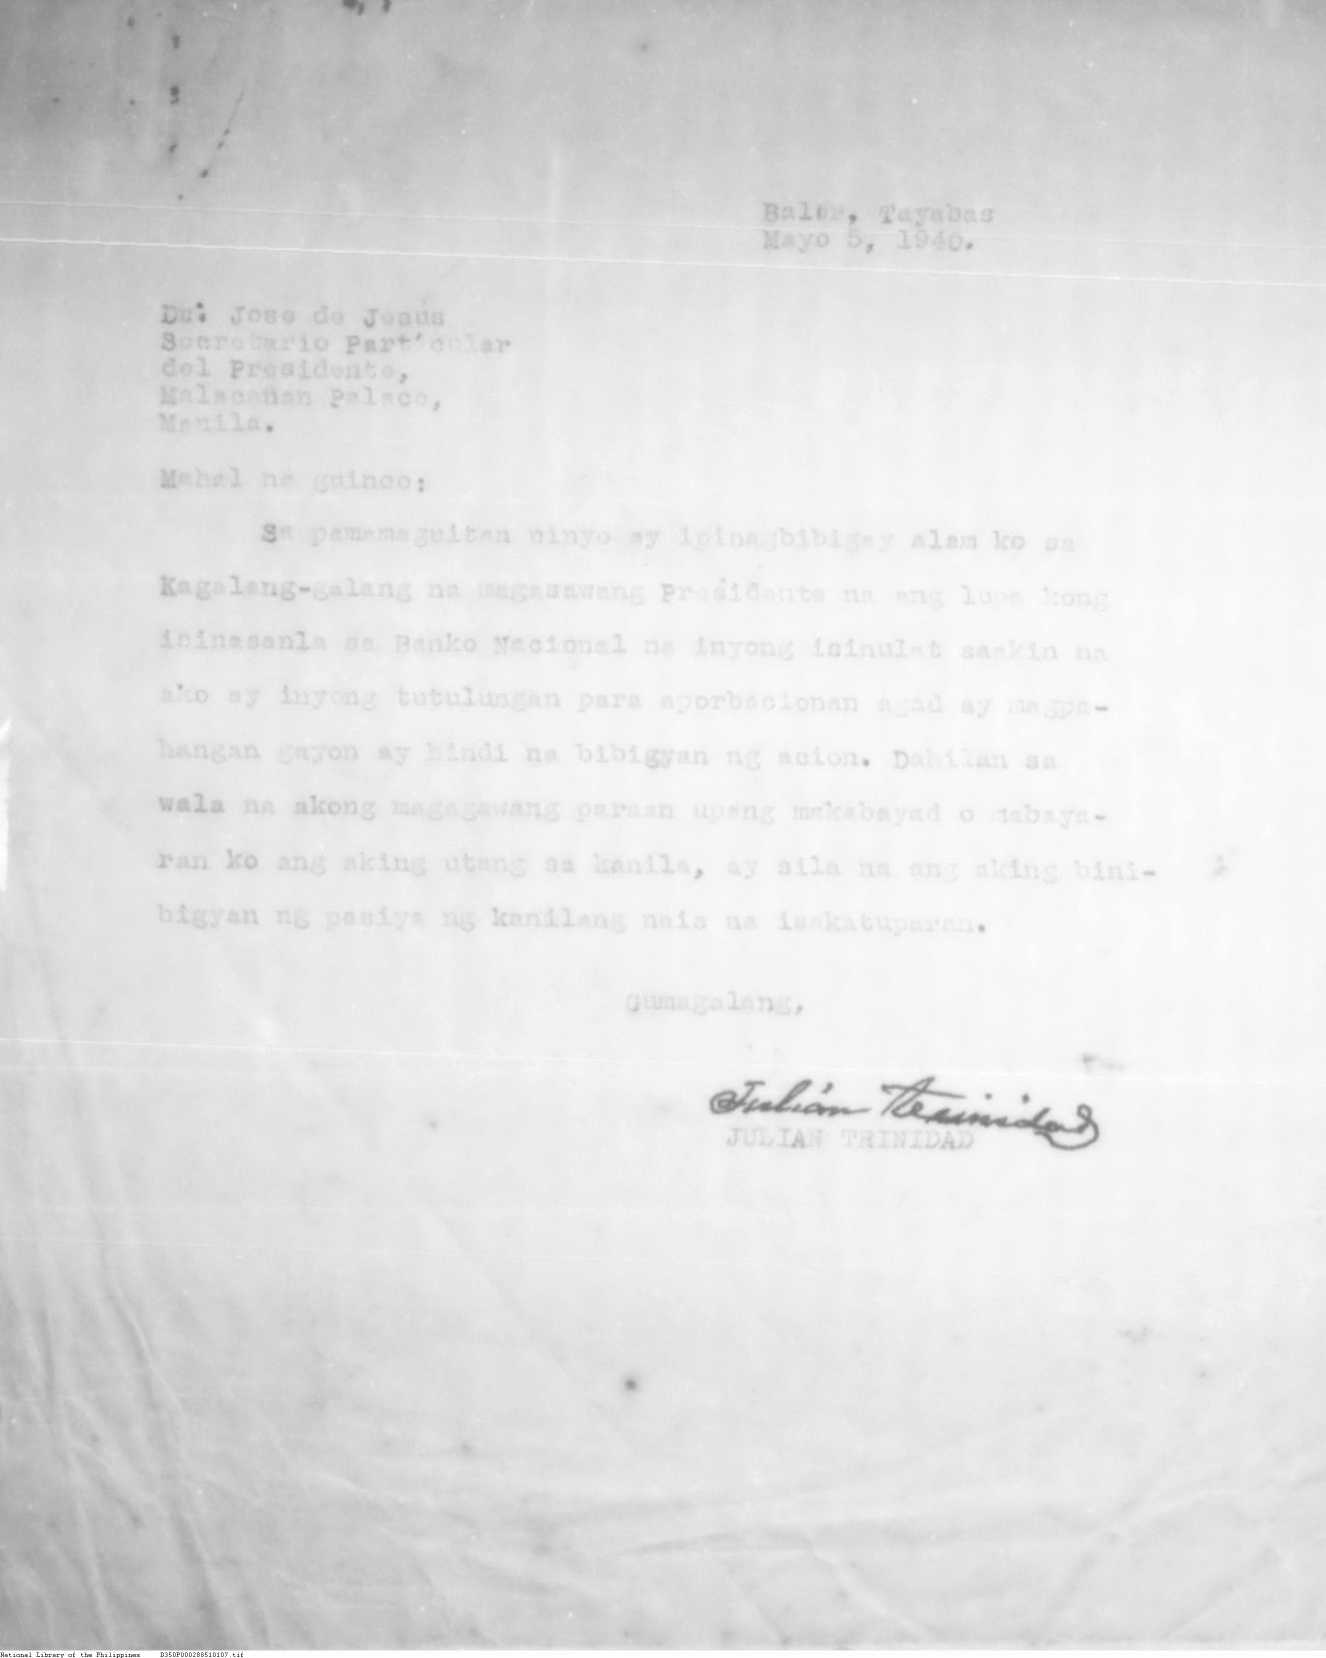 Baler, Tayabas
Mayo 5, 1940.
Du: Jose de Jesus
Secretario Particular
del Presidente,
Malacañan Palace,
Manila.
Mahal na guinoo:
Sa pamamaguitan ninyo ay ipinagbibigay alam ko sa
Kagalang-galang na magasawang Presidente na ang lupa kong
isinasanla sa Banko Nacional na inyong isinulat saakin na
ako ay inyong tutulungan para aporbacionan agad ay magpa-
hangan gayon ay hindi na bibigyan ng acion. Dahilan sa
wala na akong magagawang paraan upang makabayad o mabaya-
ran ko ang aking utang sa kanila, ay sila na ang aking bini-
bigyan ng pasiya ng kanilang nais na isakatuparan.
Gumagalang,
Julián Trinidad
JULIAN TRINIDAD
National Library of the Philippines D350P000288510107.tif